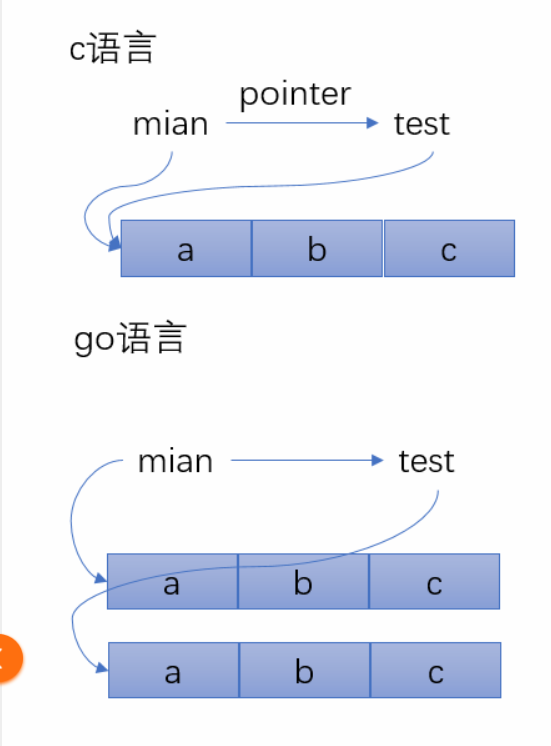 c语言
pointer
mian test
a b c
go语言
mian test
a b c
a b c